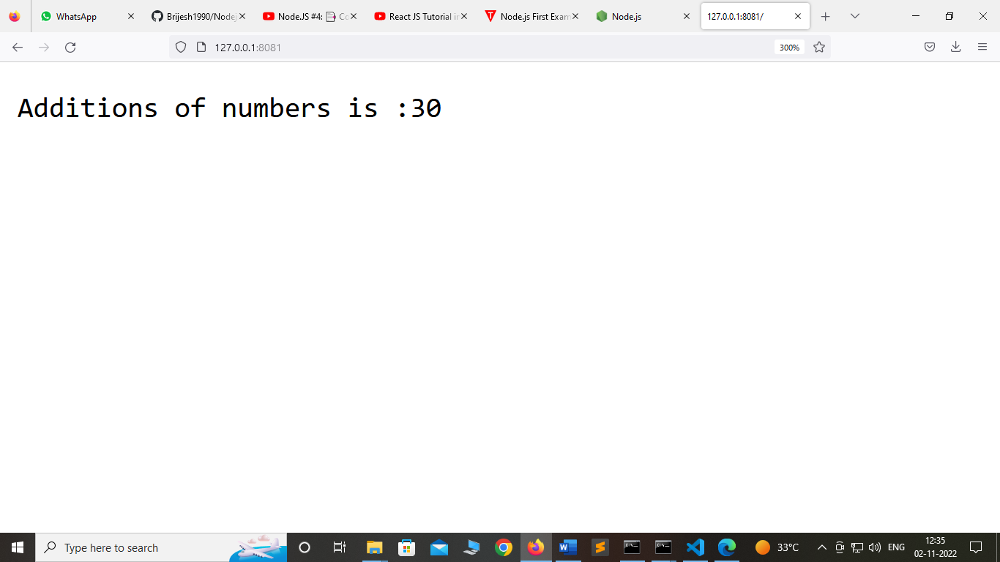 WhatsApp
Brijesh1990/Node
Node.JS #4:
React JS Tutorial in
Node.js First Exam
Node.js
127.0.0.1:8081/
127.0.0.1:8081
300%
Additions of numbers is :30
Type here to search
33°C
ENG
12:35
02-11-2022